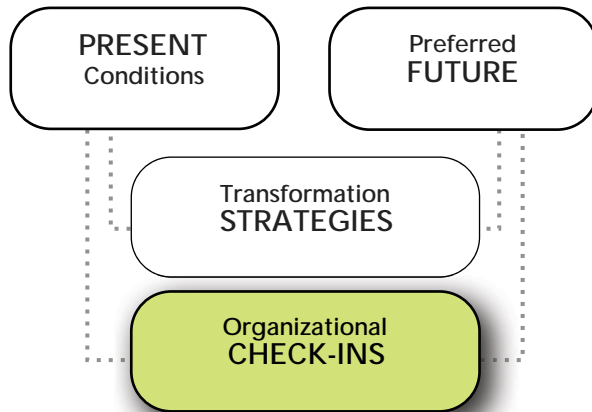 PRESENT
Conditions
Preferred
FUTURE
Transformation
STRATEGIES
Organizational
CHECK-INS